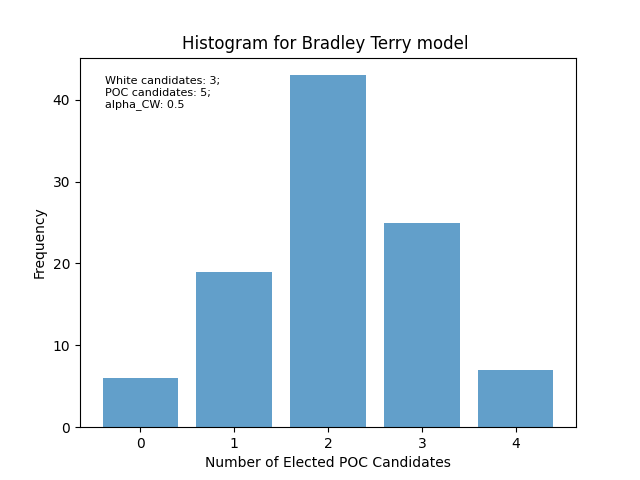 Histogram for Bradley Terry model
White candidates: 3;
POC candidates: 5;
alpha_CW: 0.5
Frequency
40
30
20
10
0
0 1 2 3 4
Number of Elected POC Candidates